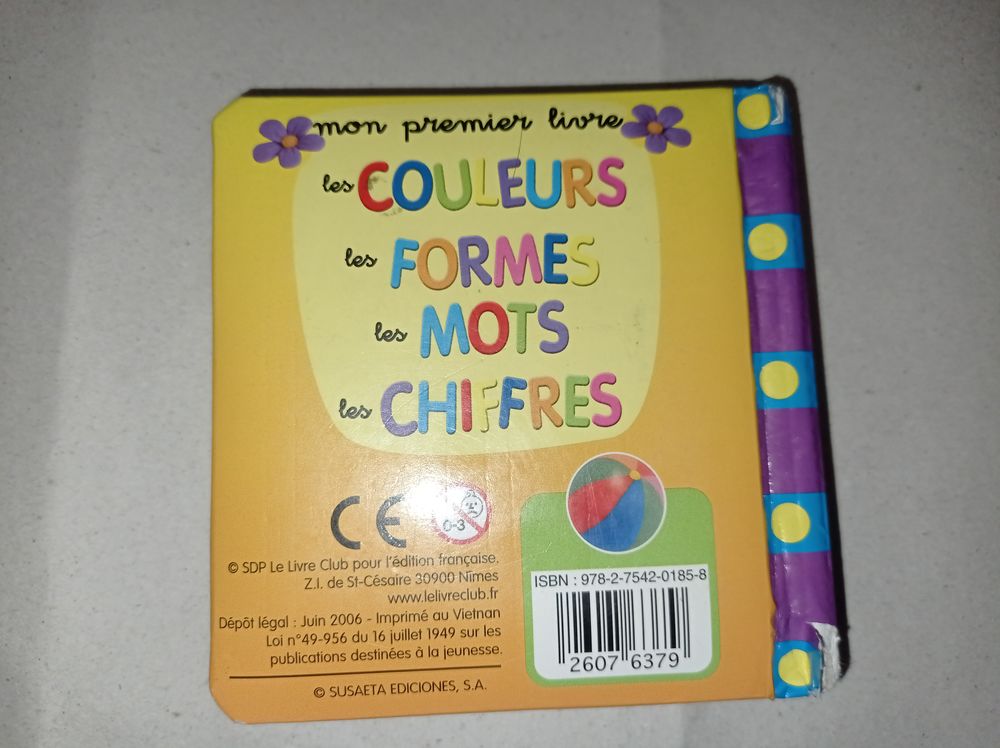 mon premier livre
les COULEURS
les FORMES
les MOTS
les CHIFFRES
CE
0-3
© SDP Le Livre Club pour l'édition française,
Z.I. de St-Césaire 30900 Nîmes
www.lelivreclub.fr
Dépôt légal : Juin 2006 - Imprimé au Vietnan
Loi n°49-956 du 16 juillet 1949 sur les
publications destinées à la jeunesse.
© SUSAETA EDICIONES, S.A.
ISBN : 978-2-7542-0185-8
2607 6379